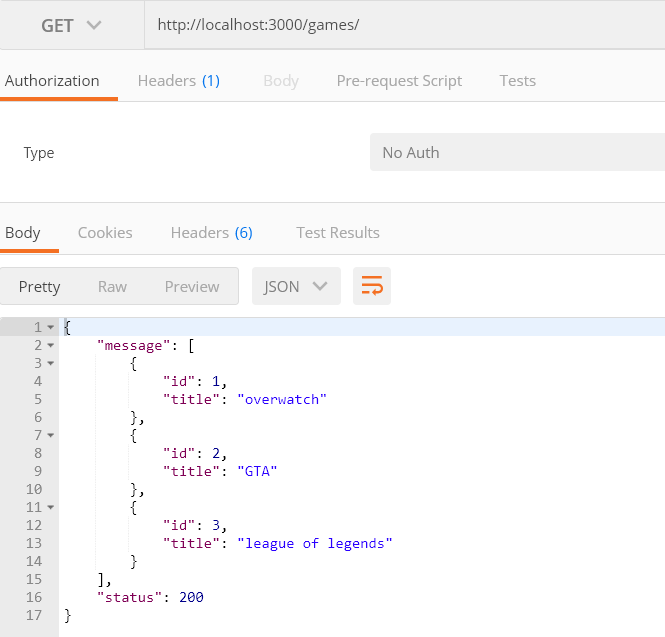 GET http://localhost:3000/games/
Authorization Headers (1) Body Pre-request Script Tests
Type No Auth
Body Cookies Headers (6) Test Results
Pretty Raw Preview JSON
1 {
2 "message": [
3 {
4 "id": 1,
5 "title": "overwatch"
6 },
7 {
8 "id": 2,
9 "title": "GTA"
10 },
11 {
12 "id": 3,
13 "title": "league of legends"
14 }
15 ],
16 "status": 200
17 }